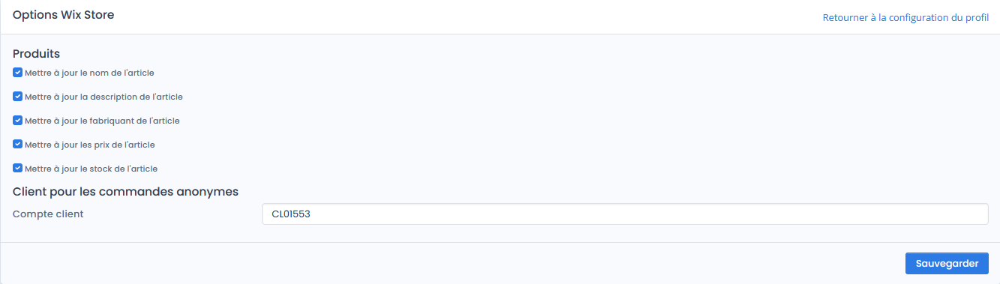 Options Wix Store
Retourner à la configuration du profil
Produits
Mettre à jour le nom de l'article
Mettre à jour la description de l'article
Mettre à jour le fabriquant de l'article
Mettre à jour les prix de l'article
Mettre à jour le stock de l'article
Client pour les commandes anonymes
Compte client
CL01553
Sauvegarder